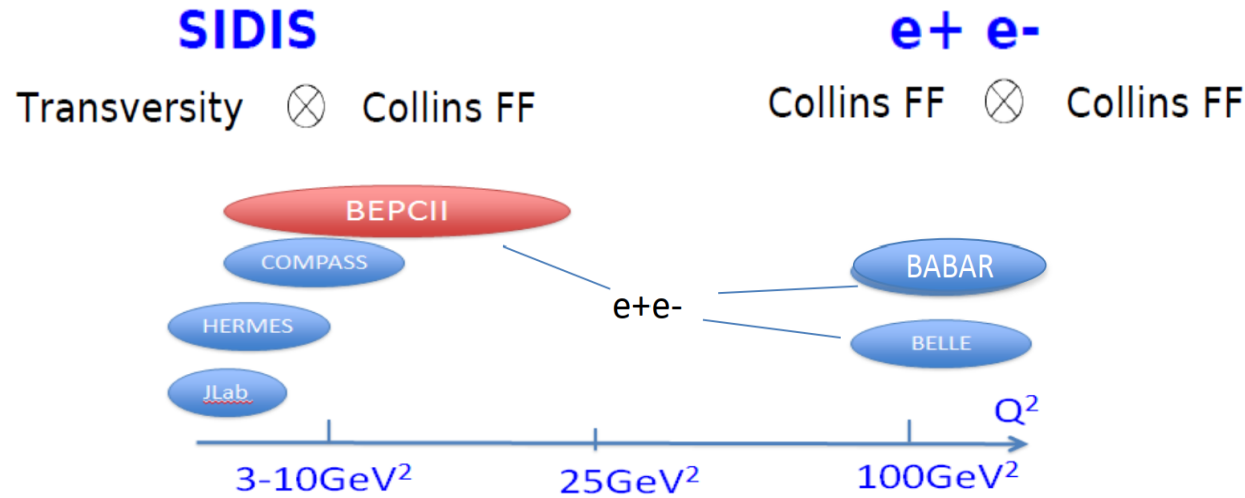 SIDIS
e+ e-
Transversity ⊗ Collins FF
Collins FF ⊗ Collins FF
BEPCII
COMPASS
BABAR
e+e-
HERMES
BELLE
JLab
Q²
3-10GeV²
25GeV²
100GeV²